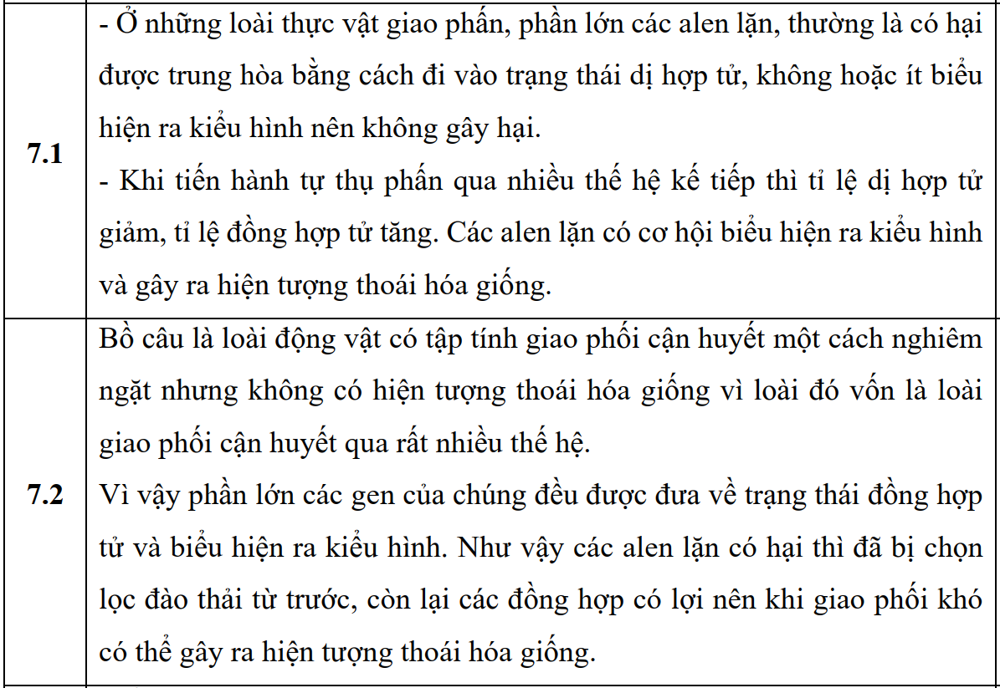 - Ở những loài thực vật giao phấn, phần lớn các alen lặn, thường là có hại
được trung hòa bằng cách đi vào trạng thái dị hợp tử, không hoặc ít biểu
hiện ra kiểu hình nên không gây hại.
7.1
- Khi tiến hành tự thụ phấn qua nhiều thế hệ kế tiếp thì tỉ lệ dị hợp tử
giảm, tỉ lệ đồng hợp tử tăng. Các alen lặn có cơ hội biểu hiện ra kiểu hình
và gây ra hiện tượng thoái hóa giống.
Bồ câu là loài động vật có tập tính giao phối cận huyết một cách nghiêm
ngặt nhưng không có hiện tượng thoái hóa giống vì loài đó vốn là loài
giao phối cận huyết qua rất nhiều thế hệ.
7.2
Vì vậy phần lớn các gen của chúng đều được đưa về trạng thái đồng hợp
tử và biểu hiện ra kiểu hình. Như vậy các alen lặn có hại thì đã bị chọn
lọc đào thải từ trước, còn lại các đồng hợp có lợi nên khi giao phối khó
có thể gây ra hiện tượng thoái hóa giống.